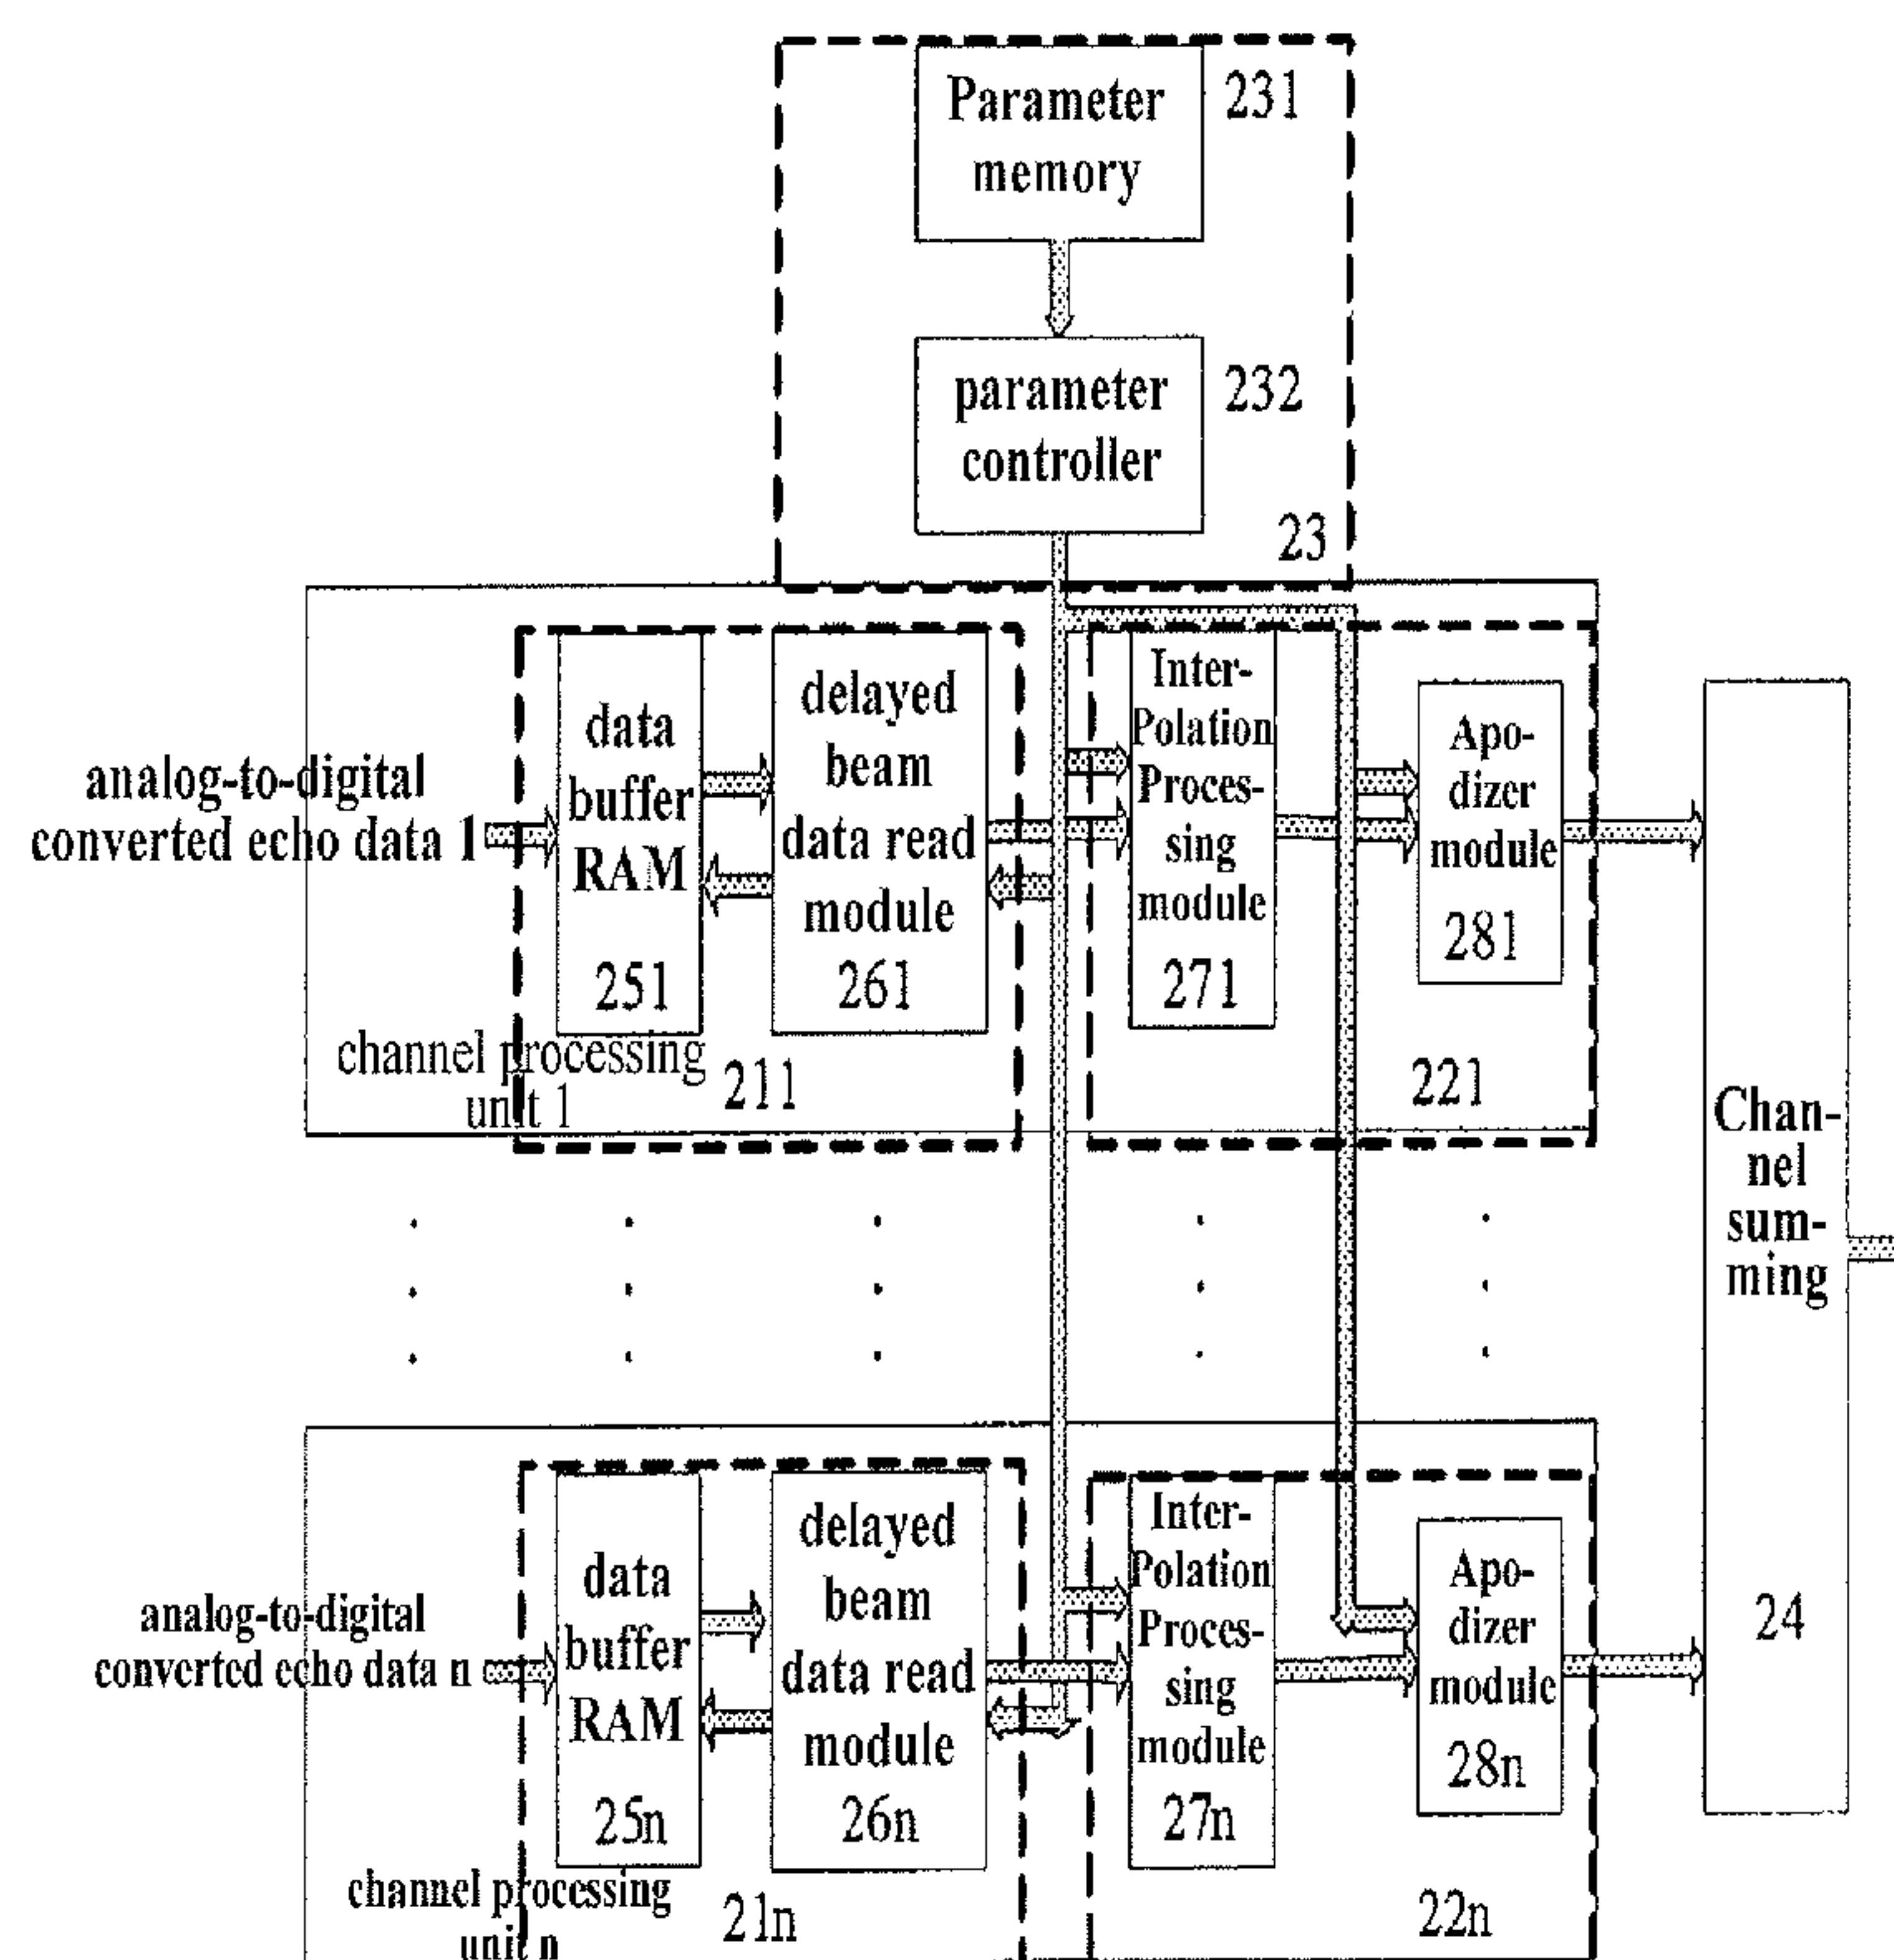 Parameter
memory
231
parameter
controller
232
23
analog-to-digital
converted echo data 1
data
buffer
RAM
251
delayed
beam
data read
module
261
Inter-
Polation
Proces-
sing
module
271
Apo-
dizer
module
281
channel processing
unit 1
211
221
Chan-
nel
sum-
ming
24
analog-to-digital
converted echo data n
data
buffer
RAM
25n
delayed
beam
data read
module
26n
Inter-
Polation
Proces-
sing
module
27n
Apo-
dizer
module
28n
channel processing
unit n
21n
22n